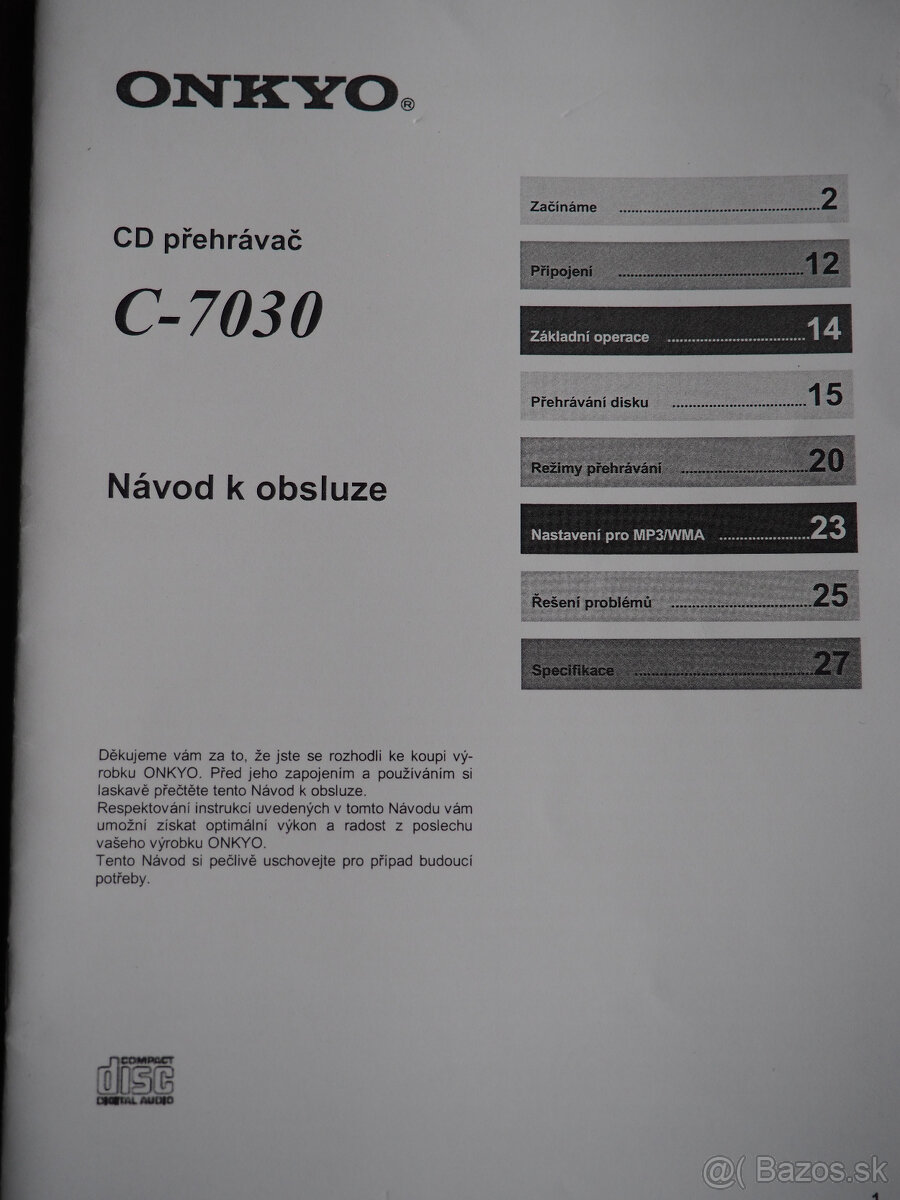 ONKYO®
CD přehrávač
C-7030
Návod k obsluze
Začínáme ........................................ 2
Připojení ........................................ 12
Základní operace ........................................ 14
Přehrávání disku ........................................ 15
Režimy přehrávání ........................................ 20
Nastavení pro MP3/WMA ........................................ 23
Řešení problémů ........................................ 25
Specifikace ........................................ 27
Děkujeme vám za to, že jste se rozhodli ke koupi vý-
robku ONKYO. Před jeho zapojením a používáním si
laskavě přečtěte tento Návod k obsluze.
Respektování instrukcí uvedených v tomto Návodu vám
umožní získat optimální výkon a radost z poslechu
vašeho výrobku ONKYO.
Tento Návod si pečlivě uschovejte pro případ budoucí
potřeby.
COMPACT
disc
DIGITAL AUDIO
@( Bazos.sk
1